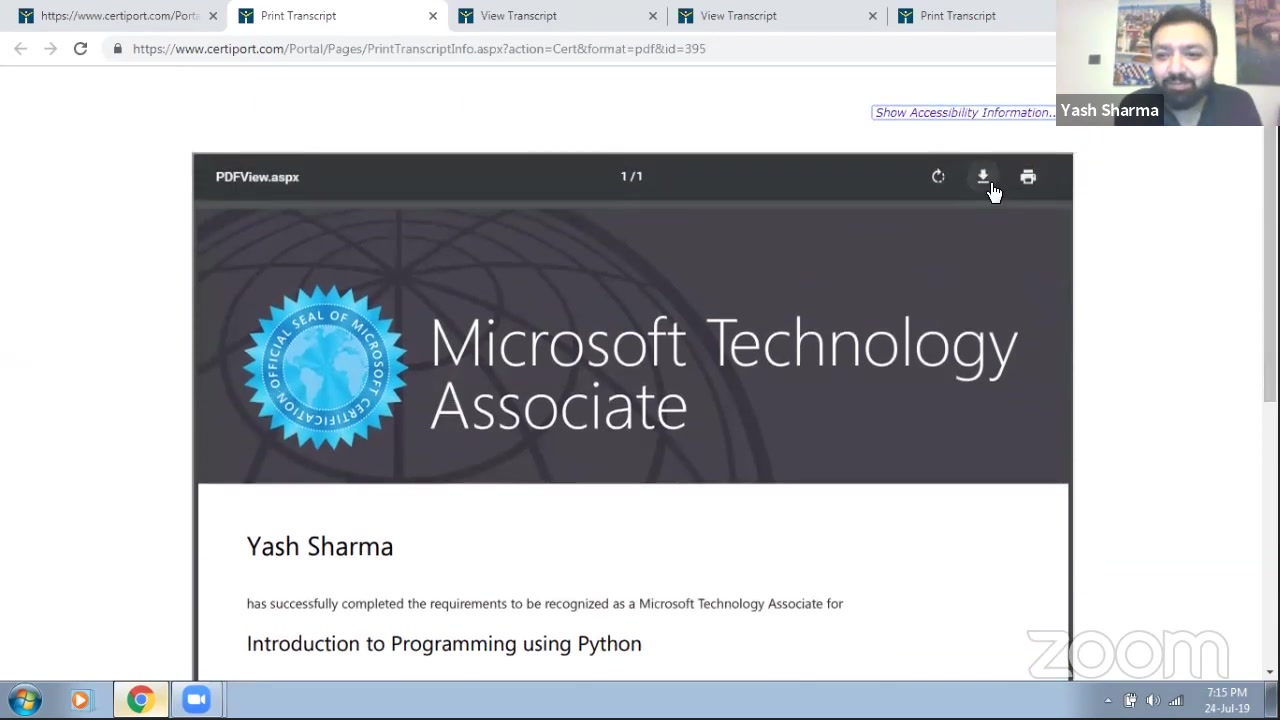 https://www.certiport.com/Porta
Print Transcript
View Transcript
View Transcript
Print Transcript
https://www.certiport.com/Portal/Pages/PrintTranscriptInfo.aspx?action=Cert&format=pdf&id=395
Yash Sharma
Show Accessibility Information..
PDFView.aspx
1/1
OFFICIAL SEAL OF MICROSOFT CERTIFICATION
Microsoft Technology
Associate
Yash Sharma
has successfully completed the requirements to be recognized as a Microsoft Technology Associate for
Introduction to Programming using Python
zoom
7:15 PM
24-Jul-19